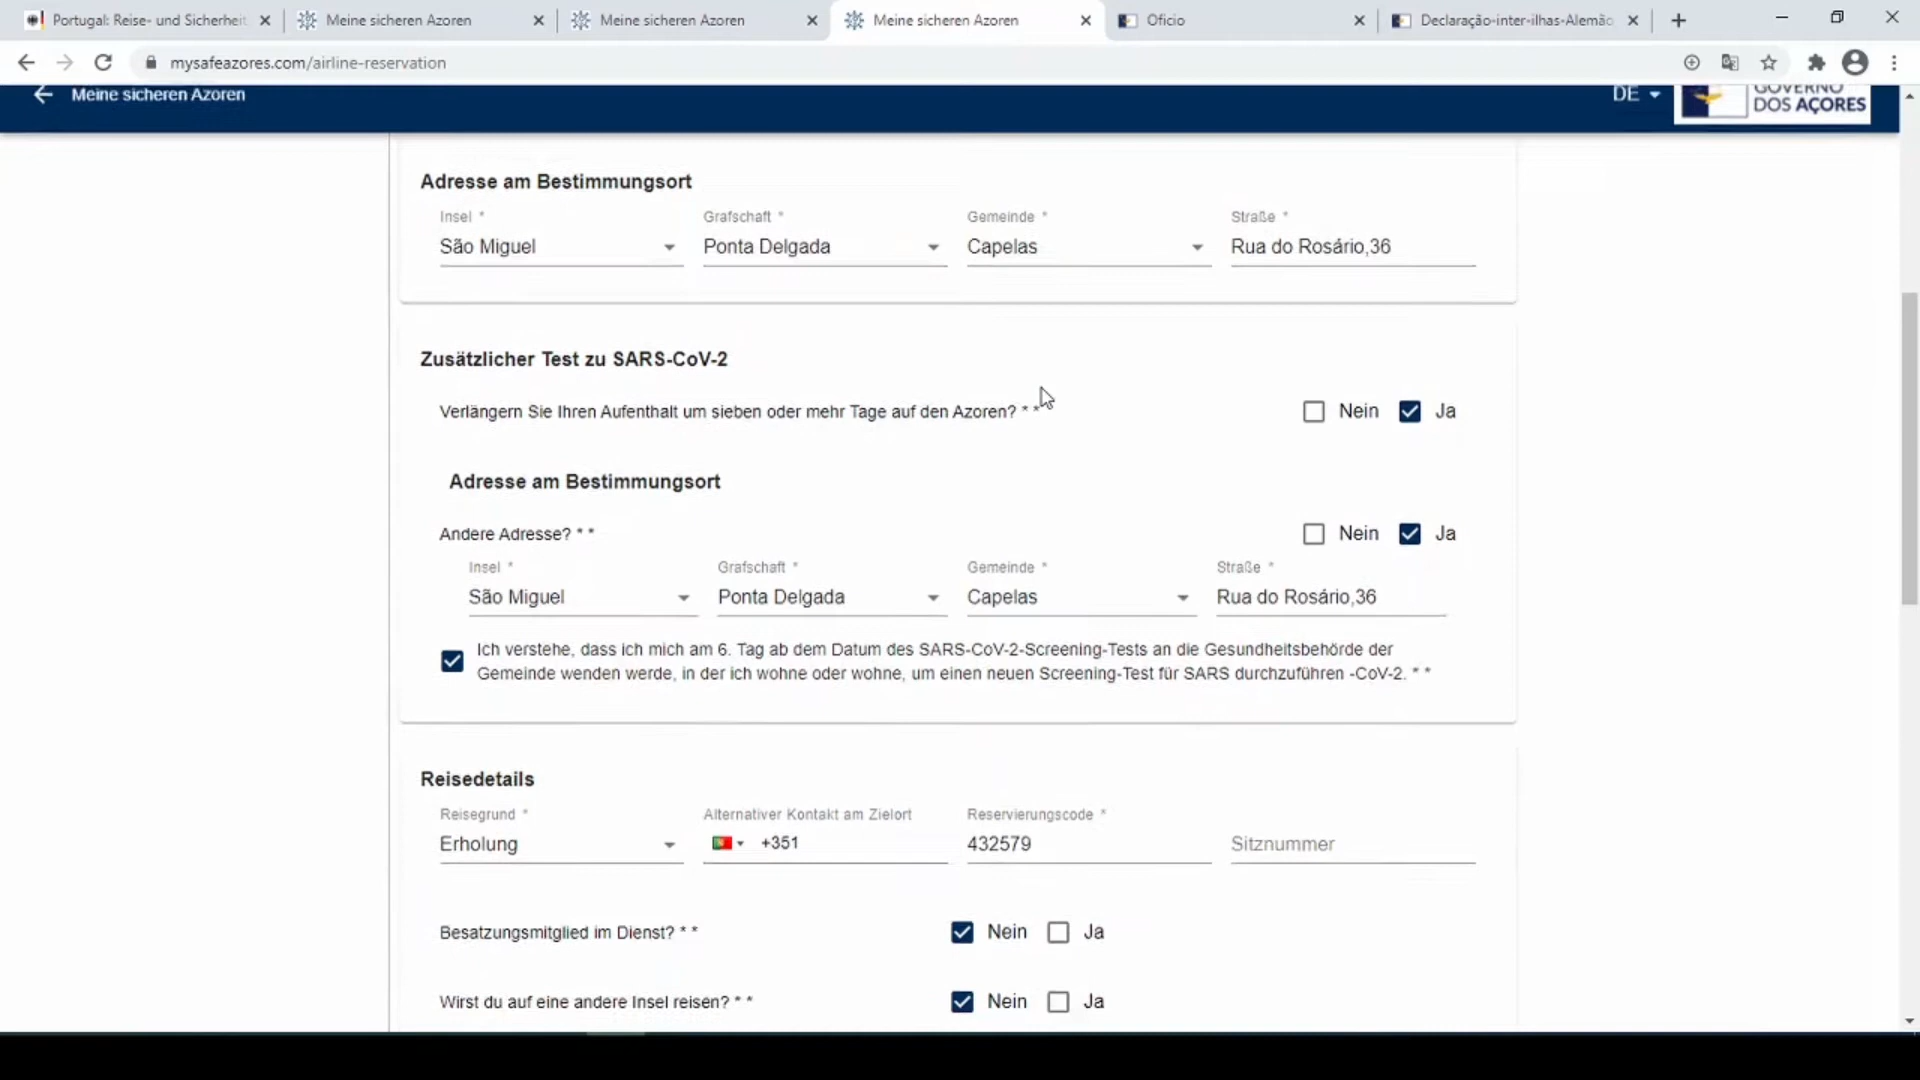 Portugal: Reise- und Sicherheit
Meine sicheren Azoren
Meine sicheren Azoren
Meine sicheren Azoren
Oficio
Declaração-inter-ilhas-Alemão
mysafeazores.com/airline-reservation
Meine sicheren Azoren
DE
GOVERNO
DOS AÇORES
Adresse am Bestimmungsort
Insel * Grafschaft * Gemeinde * Straße *
São Miguel Ponta Delgada Capelas Rua do Rosário,36
Zusätzlicher Test zu SARS-CoV-2
Verlängern Sie Ihren Aufenthalt um sieben oder mehr Tage auf den Azoren? * * Nein Ja
Adresse am Bestimmungsort
Andere Adresse? * * Nein Ja
Insel * Grafschaft * Gemeinde * Straße *
São Miguel Ponta Delgada Capelas Rua do Rosário,36
Ich verstehe, dass ich mich am 6. Tag ab dem Datum des SARS-CoV-2-Screening-Tests an die Gesundheitsbehörde der
Gemeinde wenden werde, in der ich wohne oder wohne, um einen neuen Screening-Test für SARS durchzuführen -CoV-2. * *
Reisedetails
Reisegrund * Alternativer Kontakt am Zielort Reservierungscode *
Erholung +351 432579 Sitznummer
Besatzungsmitglied im Dienst? * * Nein Ja
Wirst du auf eine andere Insel reisen? * * Nein Ja